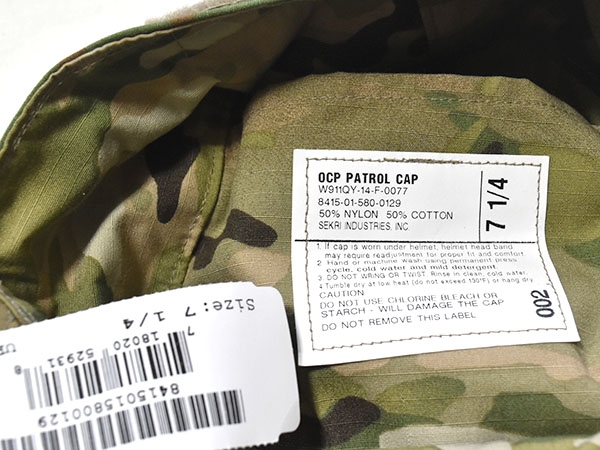 OCP PATROL CAP
W911QY-14-F-0077
8415-01-580-0129
50% NYLON 50% COTTON
SEKRI INDUSTRIES, INC.
7 1/4
1. If cap is worn under helmet, helmet head band
may require readjustment for proper fit and comfort.
2 Hand or machine wash using permanent press
cycle, cold water and mild detergent.
3. DO NOT WRING OR TWIST. Rinse in clean, cold water.
4 Tumble dry at low heat (do not exceed 130°F) or hang dry.
CAUTION
DO NOT USE CHLORINE BLEACH OR
STARCH - WILL DAMAGE THE CAP
DO NOT REMOVE THIS LABEL
092
Size: 7 1/4
7 18020 52931 8
8415015800129